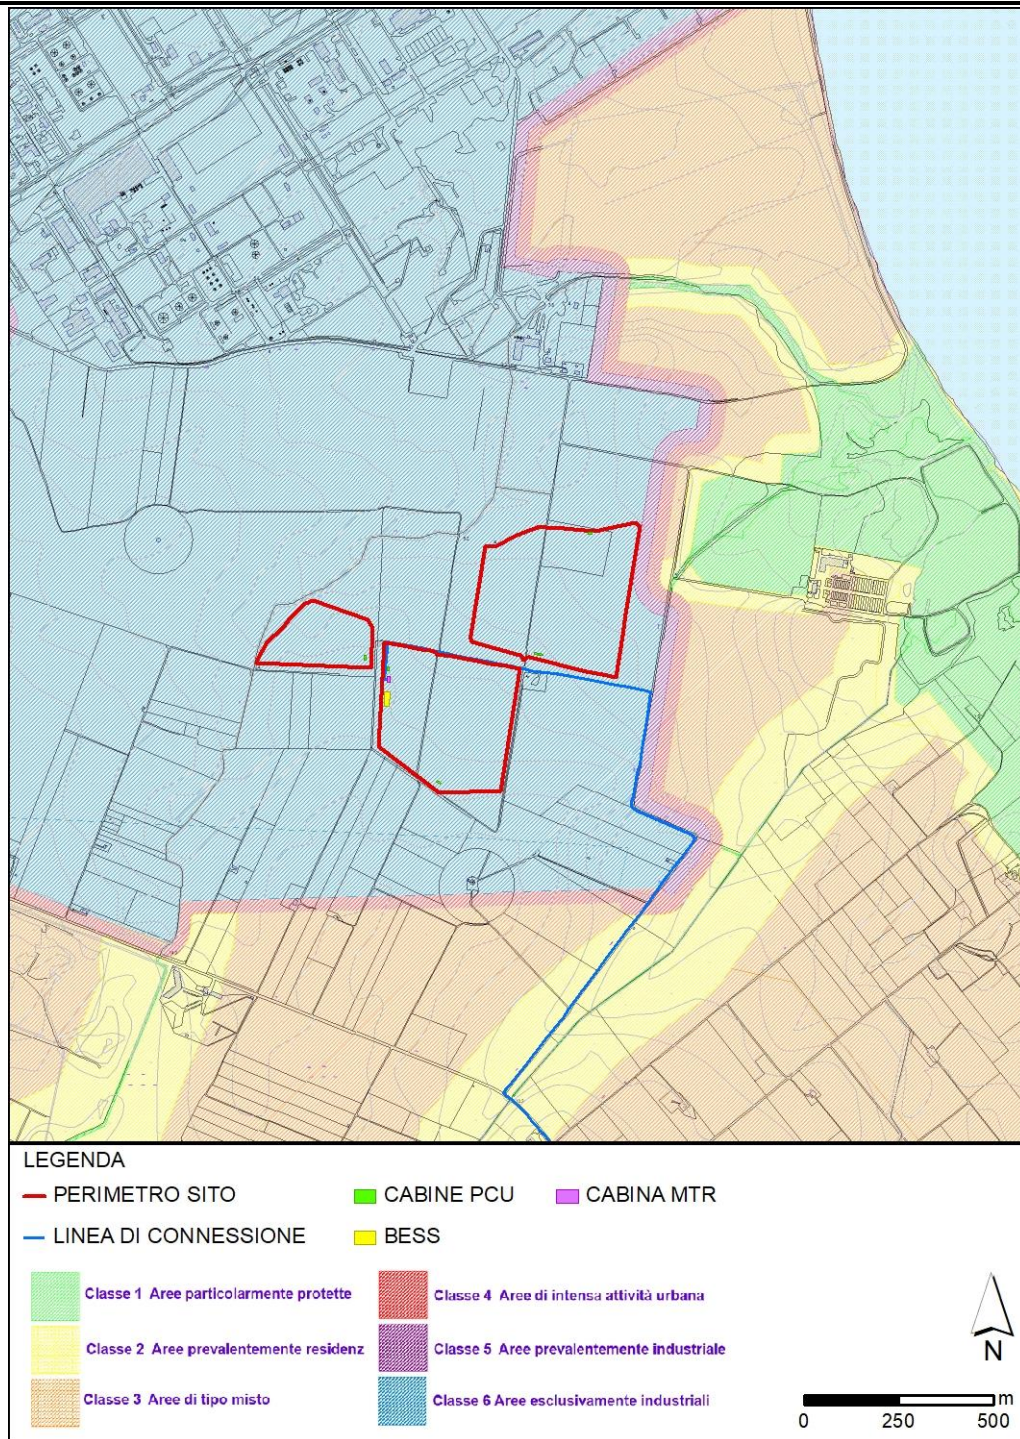 LEGENDA
PERIMETRO SITO
CABINE PCU
CABINA MTR
LINEA DI CONNESSIONE
BESS
Classe 1 Aree particolarmente protette
Classe 4 Aree di intensa attività urbana
Classe 2 Aree prevalentemente residenz
Classe 5 Aree prevalentemente industriale
Classe 3 Aree di tipo misto
Classe 6 Aree esclusivamente industriali
N
m
0 250 500